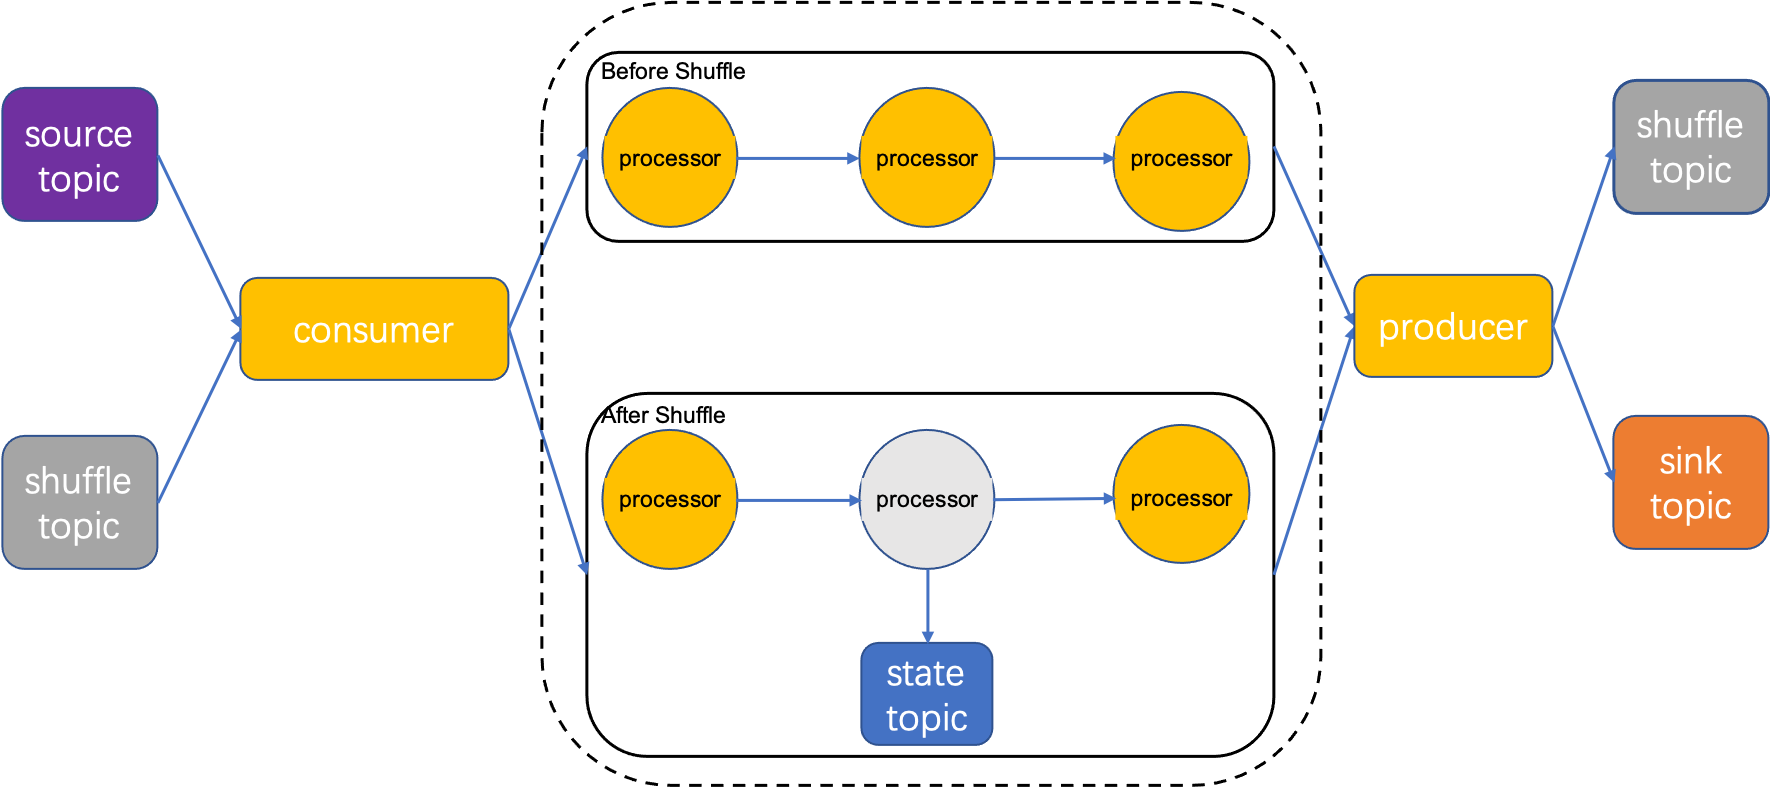 source
topic
shuffle
topic
consumer
Before Shuffle
processor
processor
processor
After Shuffle
processor
processor
processor
state
topic
producer
shuffle
topic
sink
topic